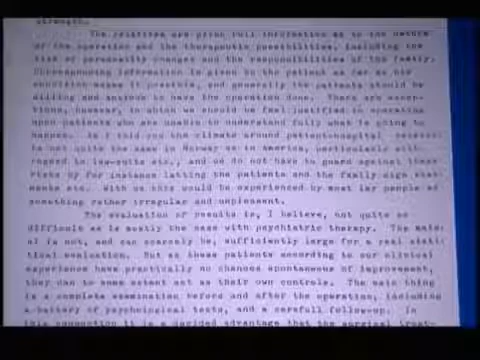 strength.
The relatives are given full information as to the nature
of the operation and the therapeutic possibilities, including the
risk of personality changes and the responsibilities of the family.
Corresponding information is given to the patient as far as his
condition makes it possible, and generally the patients should be
willing and anxious to have the operation done. There are excep-
tions, however, in which we should feel justified in operating
upon patients who are unable to understand fully what is going to
happen. As I told you the climate around patient-hospital
is not quite the same in Norway as in America, particularly with
regard to law-suits etc., and we do not have to guard against these
risks by for instance letting the patients and the family sign state-
ments etc. With us this would be experienced by most lay people as
something rather irregular and unpleasant.
The evaluation of results is, I believe, not quite so
difficult as is mostly the case with psychiatric therapy. The mate-
al is not, and can scarcely be, sufficiently large for a real statis-
tical evaluation. But as these patients according to our clinical
experience have practically no chances spontaneous of improvement,
they can to some extent act as their own controls. The main thing
is a complete examination before and after the operation, including
a battery of psychological tests, and a careful follow-up. In
this connection it is a decided advantage that the surgical treat-